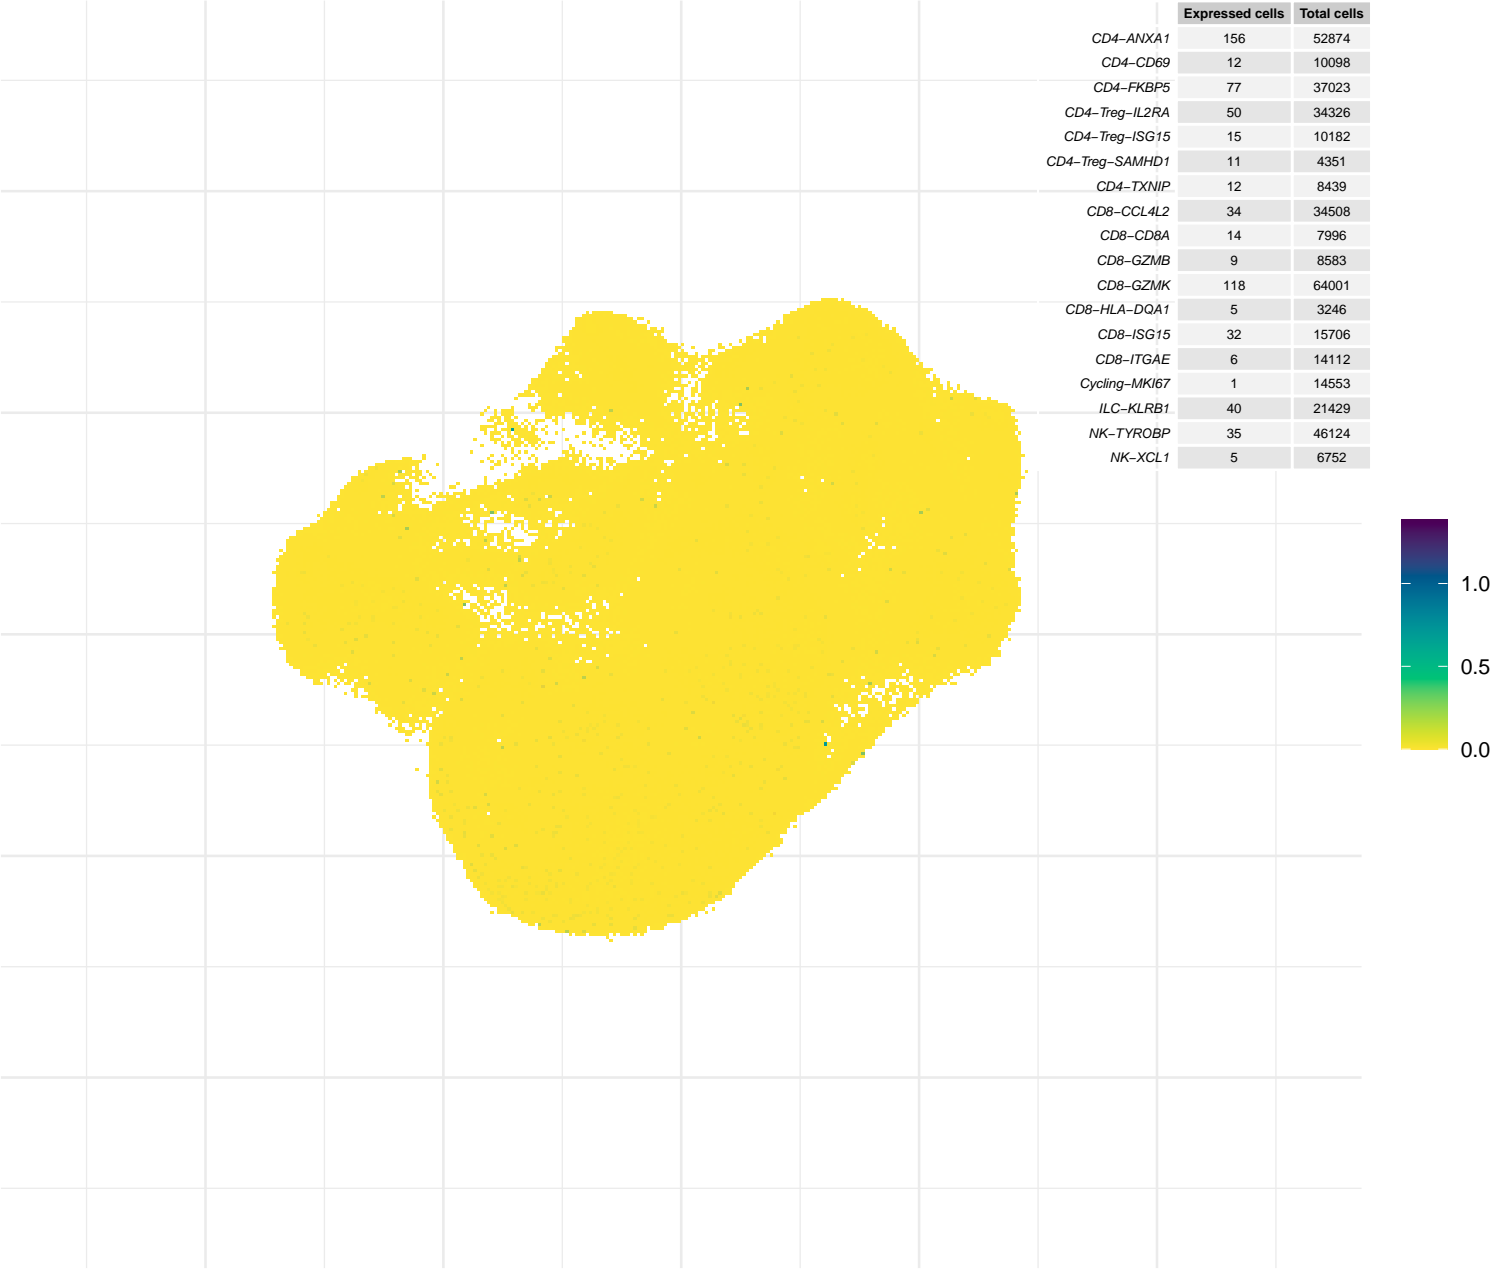 Expressed cells Total cells
CD4−ANXA1 156 52874
CD4−CD69 12 10098
CD4−FKBP5 77 37023
CD4−Treg−IL2RA 50 34326
CD4−Treg−ISG15 15 10182
CD4−Treg−SAMHD1 11 4351
CD4−TXNIP 12 8439
CD8−CCL4L2 34 34508
CD8−CD8A 14 7996
CD8−GZMB 9 8583
CD8−GZMK 118 64001
CD8−HLA−DQA1 5 3246
CD8−ISG15 32 15706
CD8−ITGAE 6 14112
Cycling−MKI67 1 14553
ILC−KLRB1 40 21429
NK−TYROBP 35 46124
NK−XCL1 5 6752
1.0
0.5
0.0